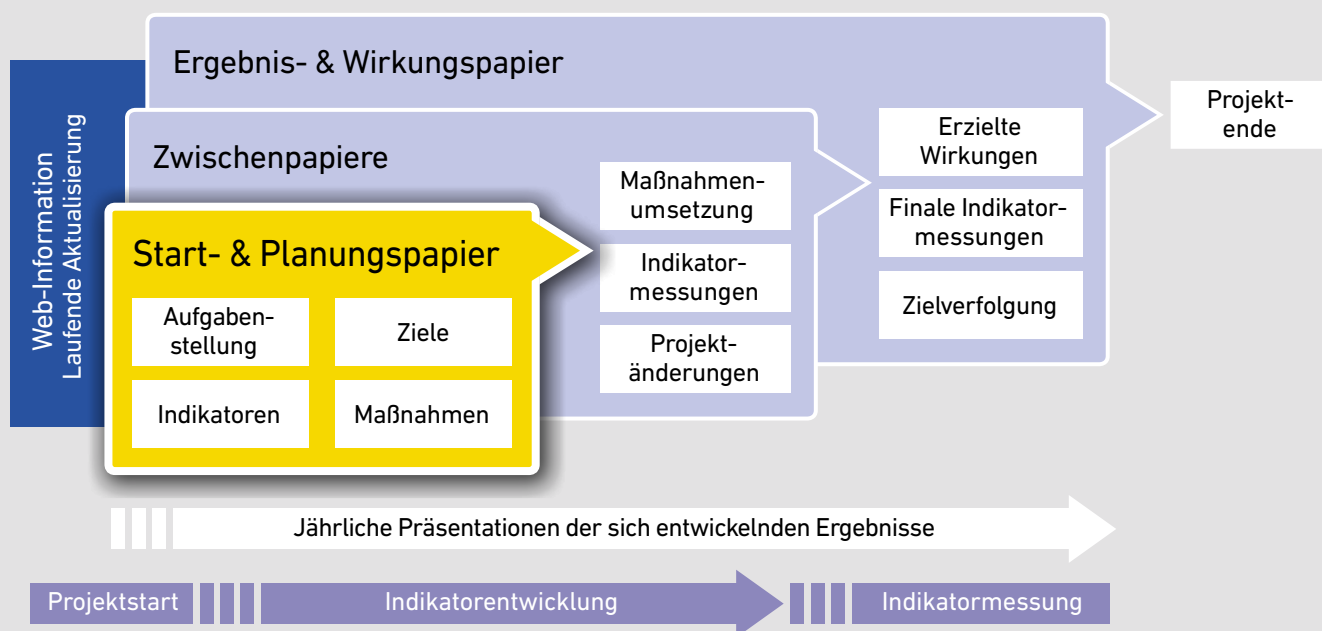 Ergebnis- & Wirkungspapier
Web-Information
Laufende Aktualisierung
Zwischenpapiere
Start- & Planungspapier
Aufgaben-
stellung
Ziele
Indikatoren
Maßnahmen
Maßnahmen-
umsetzung
Indikator-
messungen
Projekt-
änderungen
Erzielte
Wirkungen
Finale Indikator-
messungen
Zielverfolgung
Projekt-
ende
Jährliche Präsentationen der sich entwickelnden Ergebnisse
Projektstart
Indikatorentwicklung
Indikatormessung